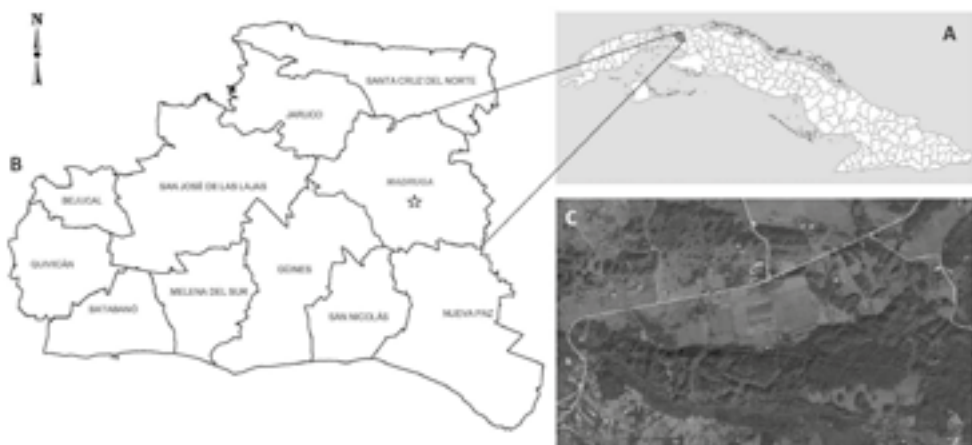 N
A
SANTA CRUZ DEL NORTE
JARUCO
B
MADRUGA
SAN JOSÉ DE LAS LAJAS
BEJUCAL
C
QUIVICÁN
GÜINES
MELENA DEL SUR
BATABANÓ
SAN NICOLÁS
NUEVA PAZ